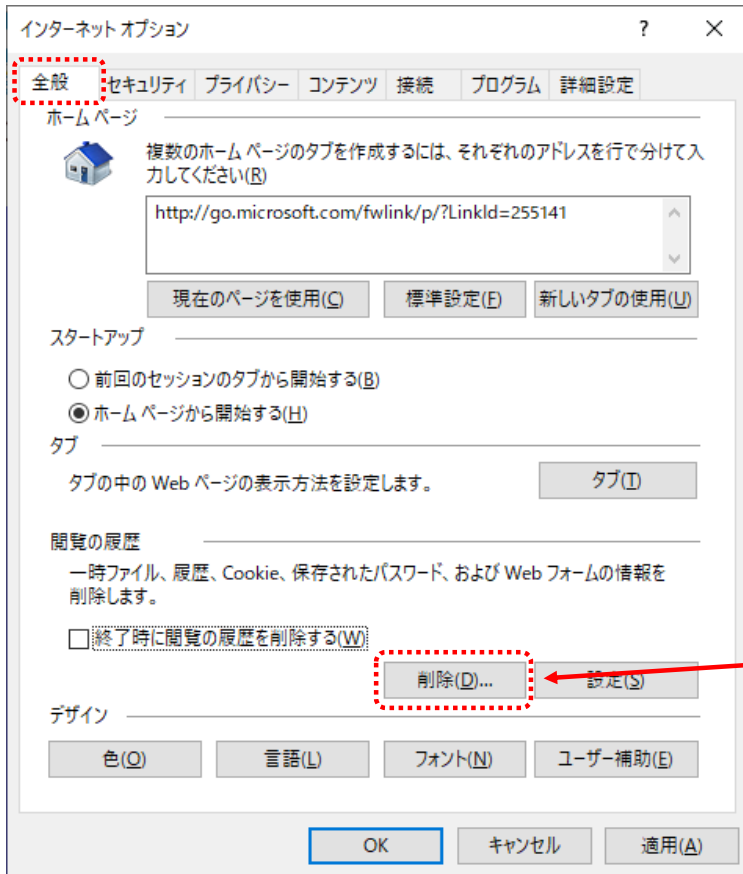 インターネット オプション ? ×
全般 セキュリティ プライバシー コンテンツ 接続 プログラム 詳細設定
ホーム ページ
複数のホーム ページのタブを作成するには、それぞれのアドレスを行で分けて入
力してください(R)
http://go.microsoft.com/fwlink/p/?LinkId=255141
現在のページを使用(C) 標準設定(F) 新しいタブの使用(U)
スタートアップ
前回のセッションのタブから開始する(B)
ホーム ページから開始する(H)
タブ
タブの中の Web ページの表示方法を設定します。 タブ(T)
閲覧の履歴
一時ファイル、履歴、Cookie、保存されたパスワード、および Web フォームの情報を
削除します。
終了時に閲覧の履歴を削除する(W)
削除(D)... 設定(S)
デザイン
色(O) 言語(L) フォント(N) ユーザー補助(E)
OK キャンセル 適用(A)